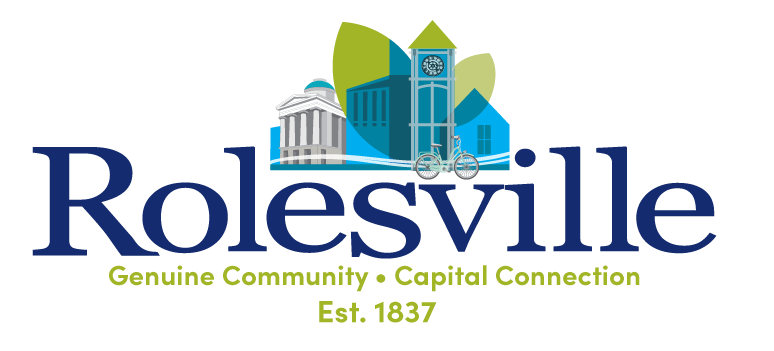 Rolesville
Genuine Community • Capital Connection
Est. 1837